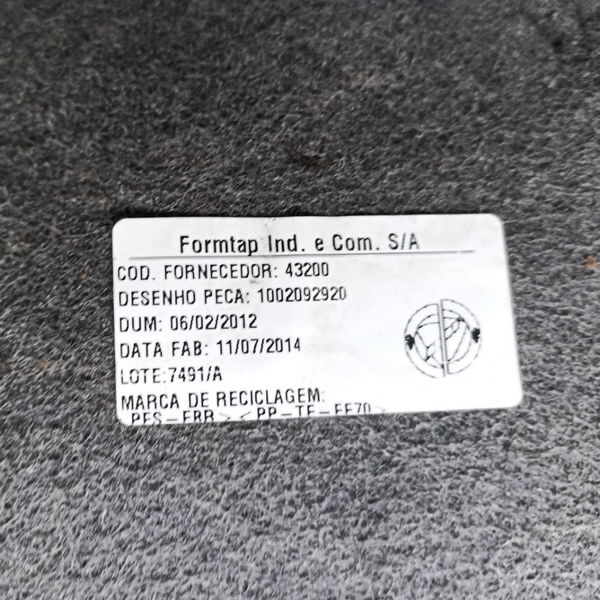 Formtap Ind. e Com. S/A
COD. FORNECEDOR: 43200
DESENHO PECA: 1002092920
DUM: 06/02/2012
DATA FAB: 11/07/2014
LOTE:7491/A
MARCA DE RECICLAGEM: